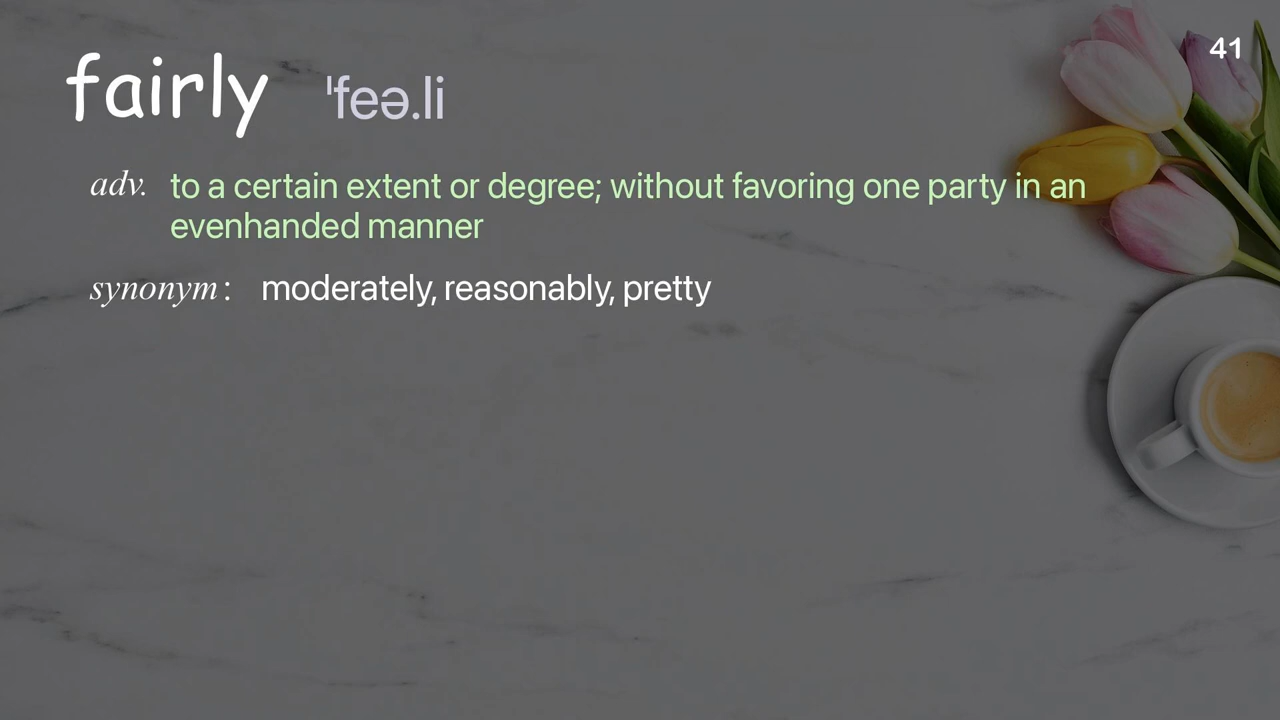 41
fairly ˈfeə.li
adv. to a certain extent or degree; without favoring one party in an
evenhanded manner
synonym : moderately, reasonably, pretty